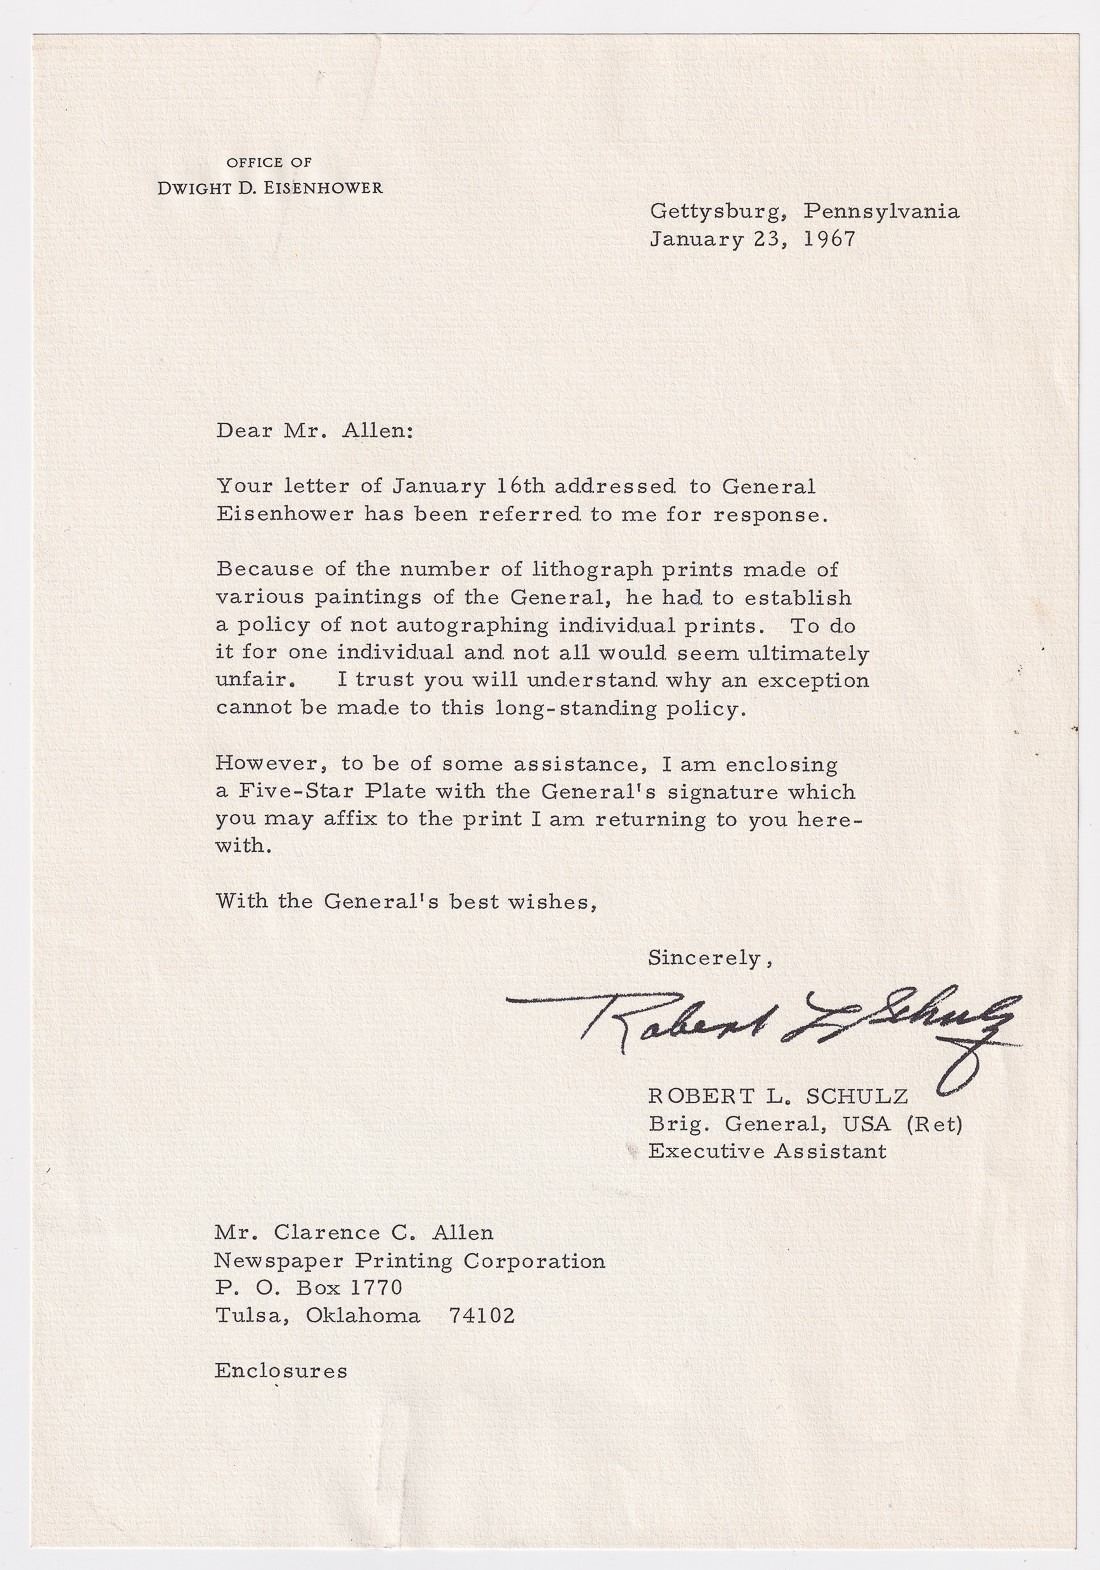 OFFICE OF
DWIGHT D. EISENHOWER
Gettysburg, Pennsylvania
January 23, 1967
Dear Mr. Allen:
Your letter of January 16th addressed to General
Eisenhower has been referred to me for response.
Because of the number of lithograph prints made of
various paintings of the General, he had to establish
a policy of not autographing individual prints. To do
it for one individual and not all would seem ultimately
unfair. I trust you will understand why an exception
cannot be made to this long-standing policy.
However, to be of some assistance, I am enclosing
a Five-Star Plate with the General's signature which
you may affix to the print I am returning to you here-
with.
With the General's best wishes,
Sincerely,
Robert L Schulz
ROBERT L. SCHULZ
Brig. General, USA (Ret)
Executive Assistant
Mr. Clarence C. Allen
Newspaper Printing Corporation
P. O. Box 1770
Tulsa, Oklahoma 74102
Enclosures